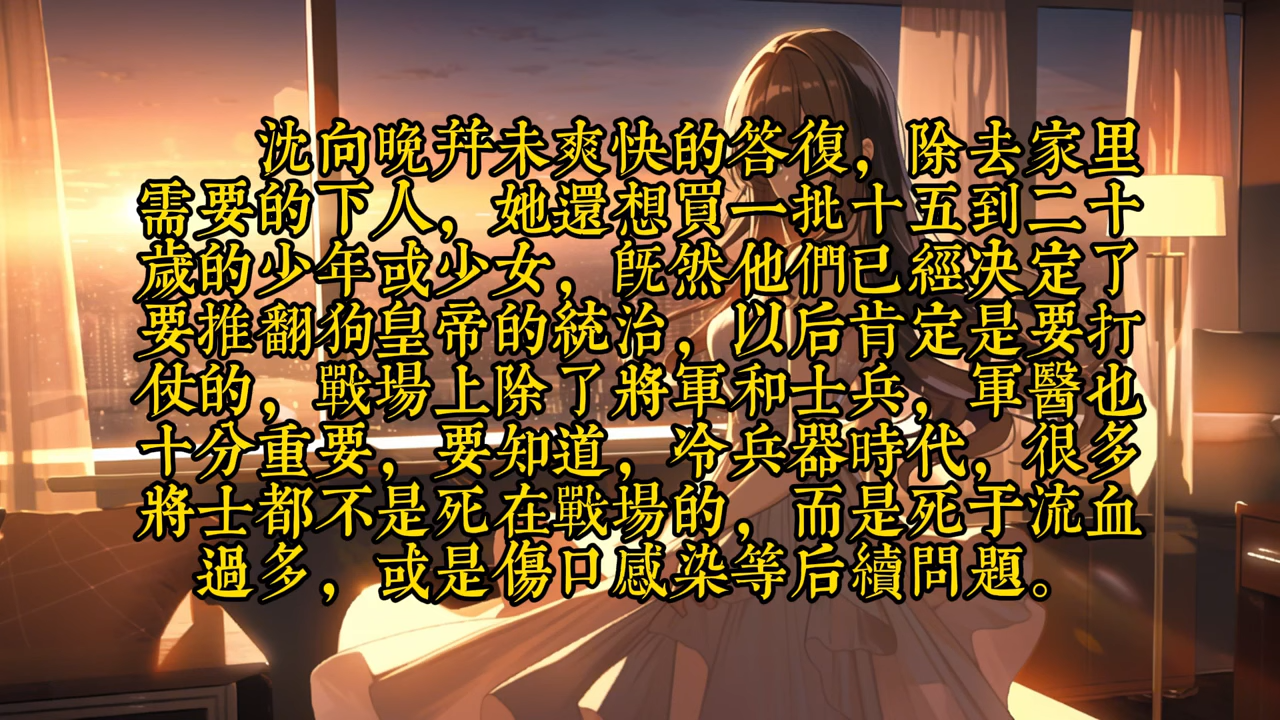 沈向晚并未爽快的答復，除去家里
需要的下人，她還想買一批十五到二十
歲的少年或少女，既然他們已經决定了
要推翻狗皇帝的統治，以后肯定是要打
仗的，戰場上除了將軍和士兵，軍醫也
十分重要，要知道，冷兵器時代，很多
將士都不是死在戰場的，而是死于流血
過多，或是傷口感染等后續問題。